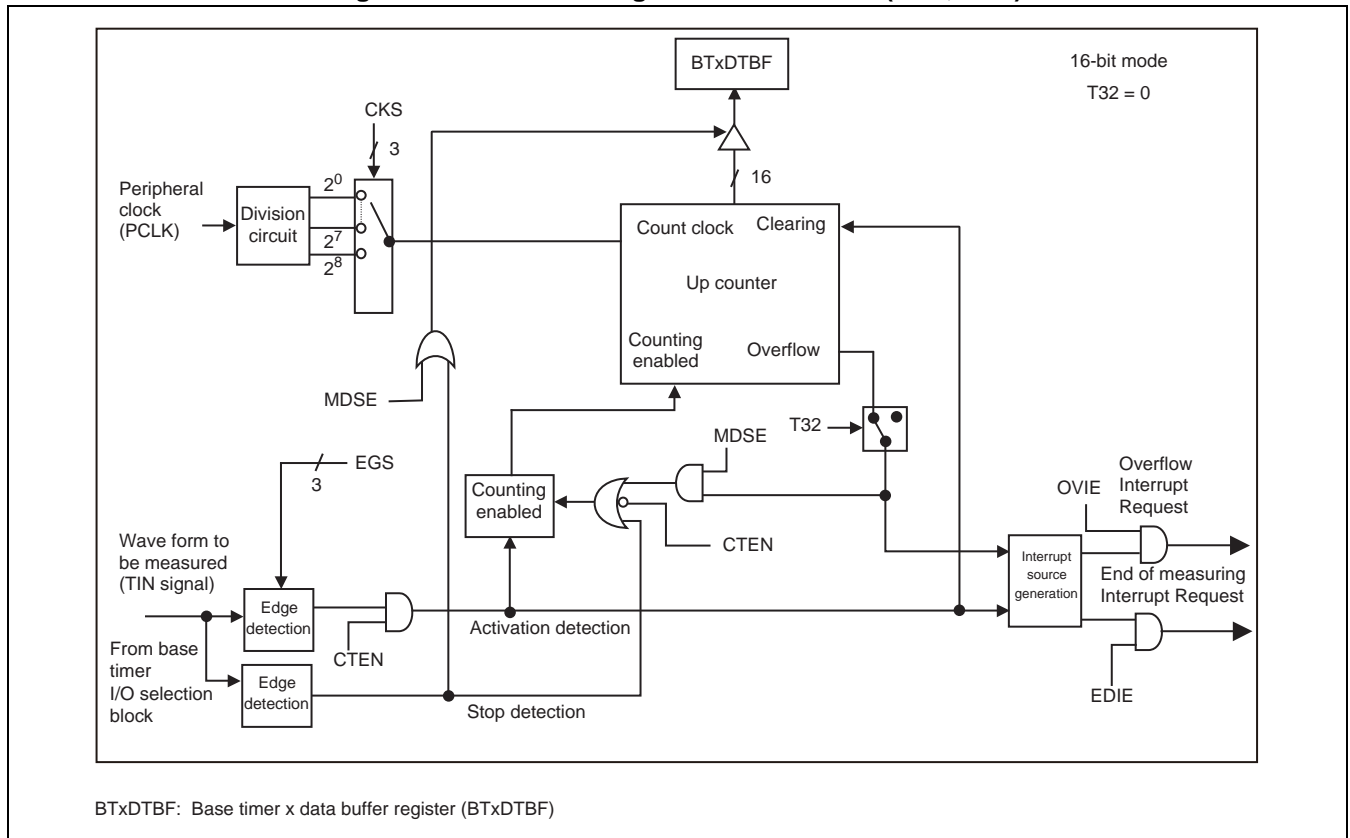 BTxDTBF
16-bit mode
T32 = 0
CKS
3
16
Peripheral
clock
(PCLK)
Division
circuit
2⁰
2⁷
2⁸
Count clock
Clearing
Up counter
Counting
enabled
Overflow
MDSE
T32
MDSE
EGS
3
Counting
enabled
CTEN
OVIE
Overflow
Interrupt
Request
Wave form to
be measured
(TIN signal)
Edge
detection
CTEN
Activation detection
Interrupt
source
generation
End of measuring
Interrupt Request
From base
timer
I/O selection
block
Edge
detection
Stop detection
EDIE
BTxDTBF: Base timer x data buffer register (BTxDTBF)